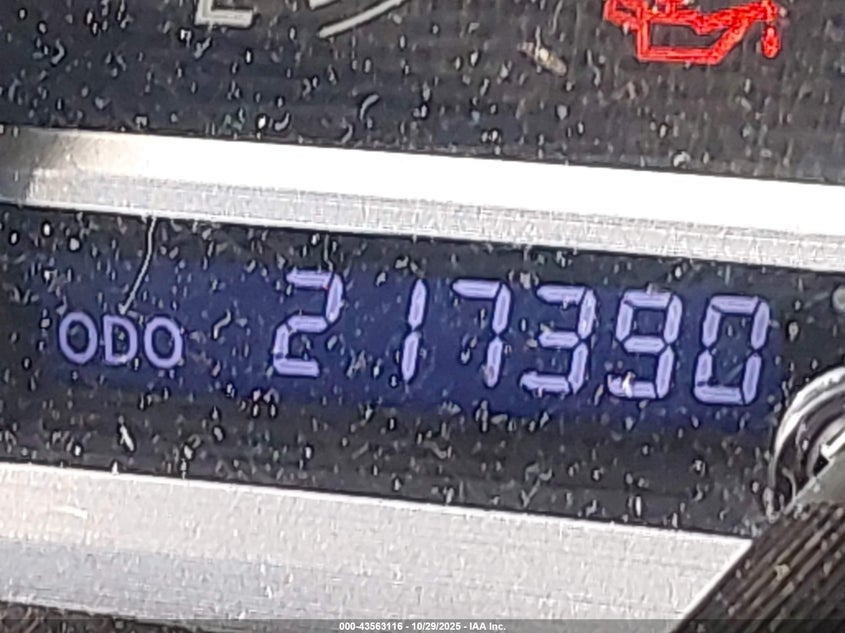 ODO 217390
000-43563116 - 10/29/2025 - IAA Inc.